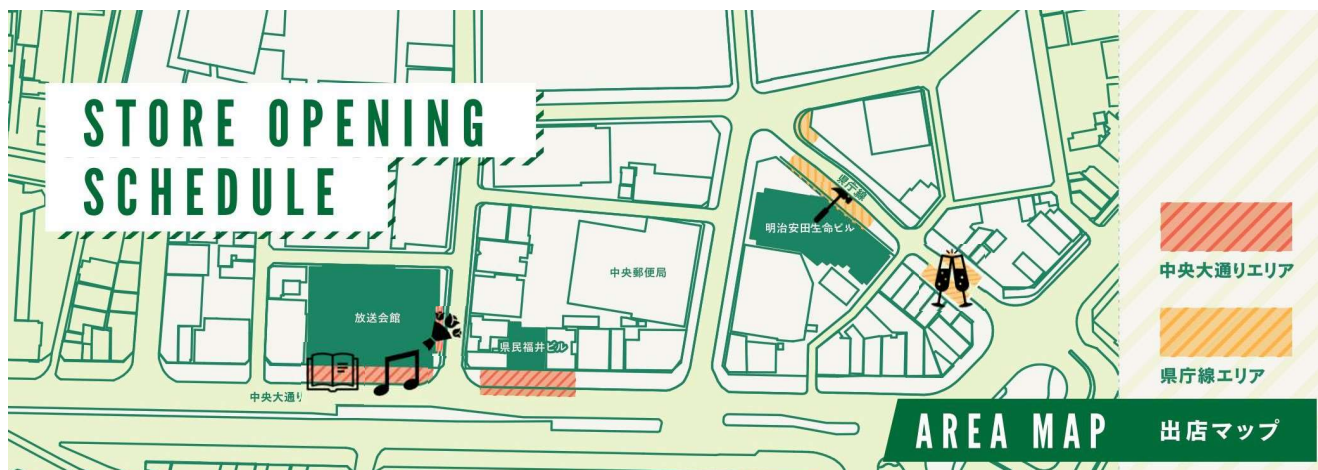 STORE OPENING
SCHEDULE
県庁線
明治安田生命ビル
中央郵便局
放送会館
県民福井ビル
中央大通り
中央大通りエリア
県庁線エリア
AREA MAP
出店マップ